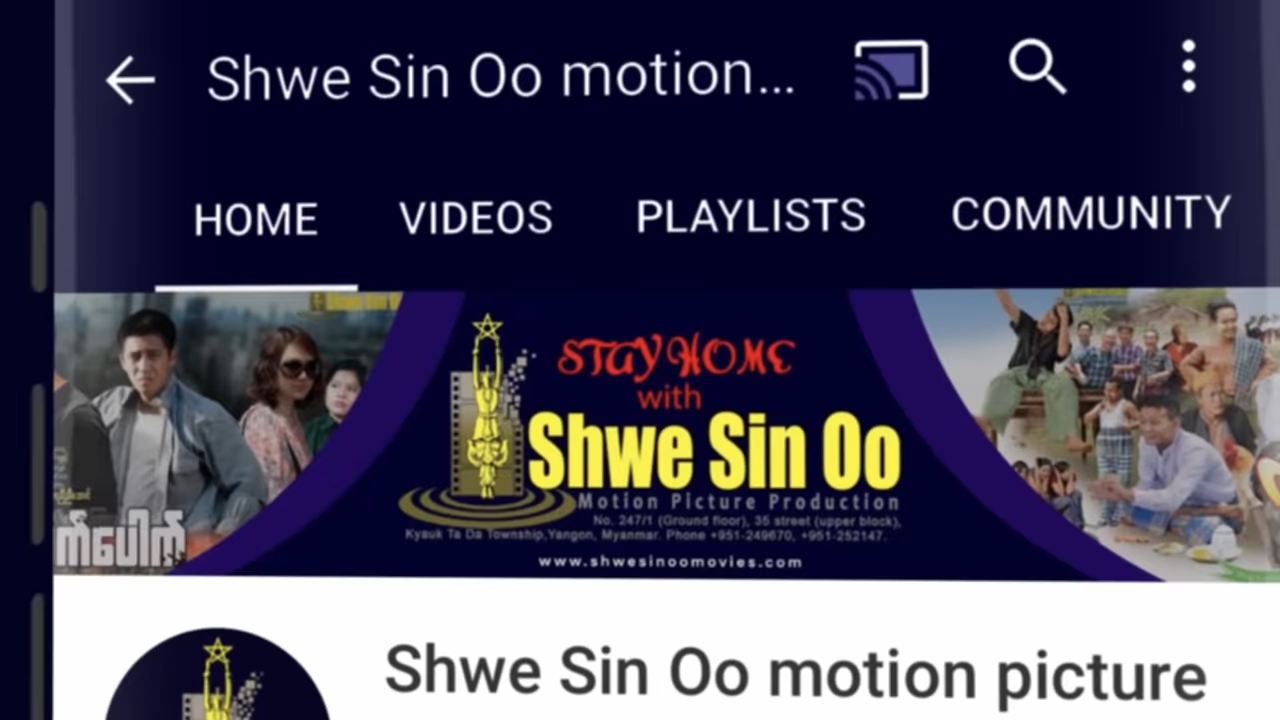 Shwe Sin Oo motion...
HOME VIDEOS PLAYLISTS COMMUNITY
STAY HOME
with
Shwe Sin Oo
Motion Picture Production
No. 247/1 (Ground floor), 35 street (upper block),
Kyauk Ta Da Township,Yangon, Myanmar. Phone +951-249670, +951-252147.
www.shwesinoomovies.com
Shwe Sin Oo motion picture